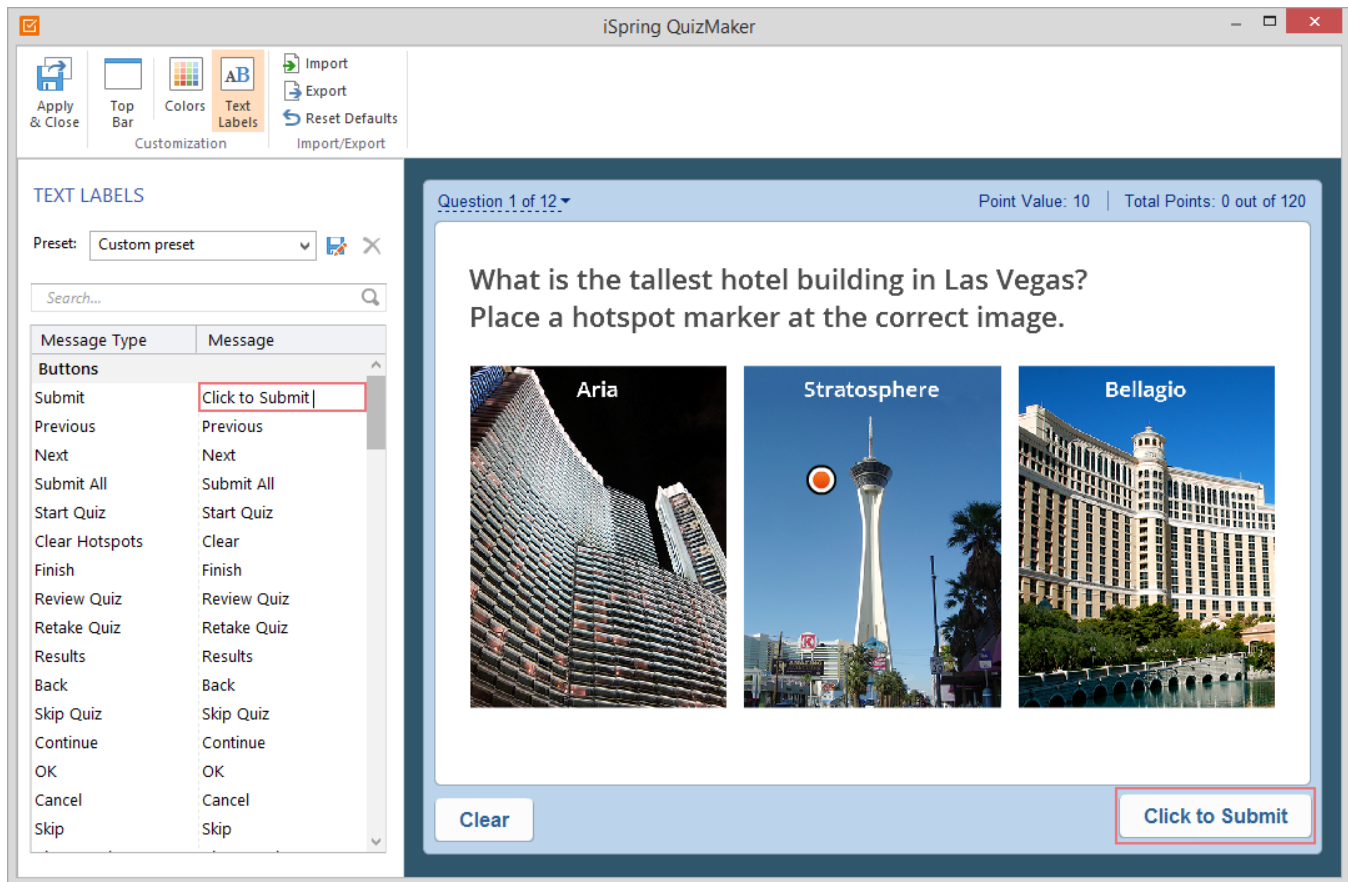 iSpring QuizMaker
Apply & Close
Top Bar
Colors
AB
Text Labels
Import
Export
Reset Defaults
Customization
Import/Export
TEXT LABELS
Preset: Custom preset
Search...
Message Type Message
Buttons
Submit Click to Submit
Previous Previous
Next Next
Submit All Submit All
Start Quiz Start Quiz
Clear Hotspots Clear
Finish Finish
Review Quiz Review Quiz
Retake Quiz Retake Quiz
Results Results
Back Back
Skip Quiz Skip Quiz
Continue Continue
OK OK
Cancel Cancel
Skip Skip
Question 1 of 12
Point Value: 10 | Total Points: 0 out of 120
What is the tallest hotel building in Las Vegas?
Place a hotspot marker at the correct image.
Aria
Stratosphere
Bellagio
K
Clear
Click to Submit